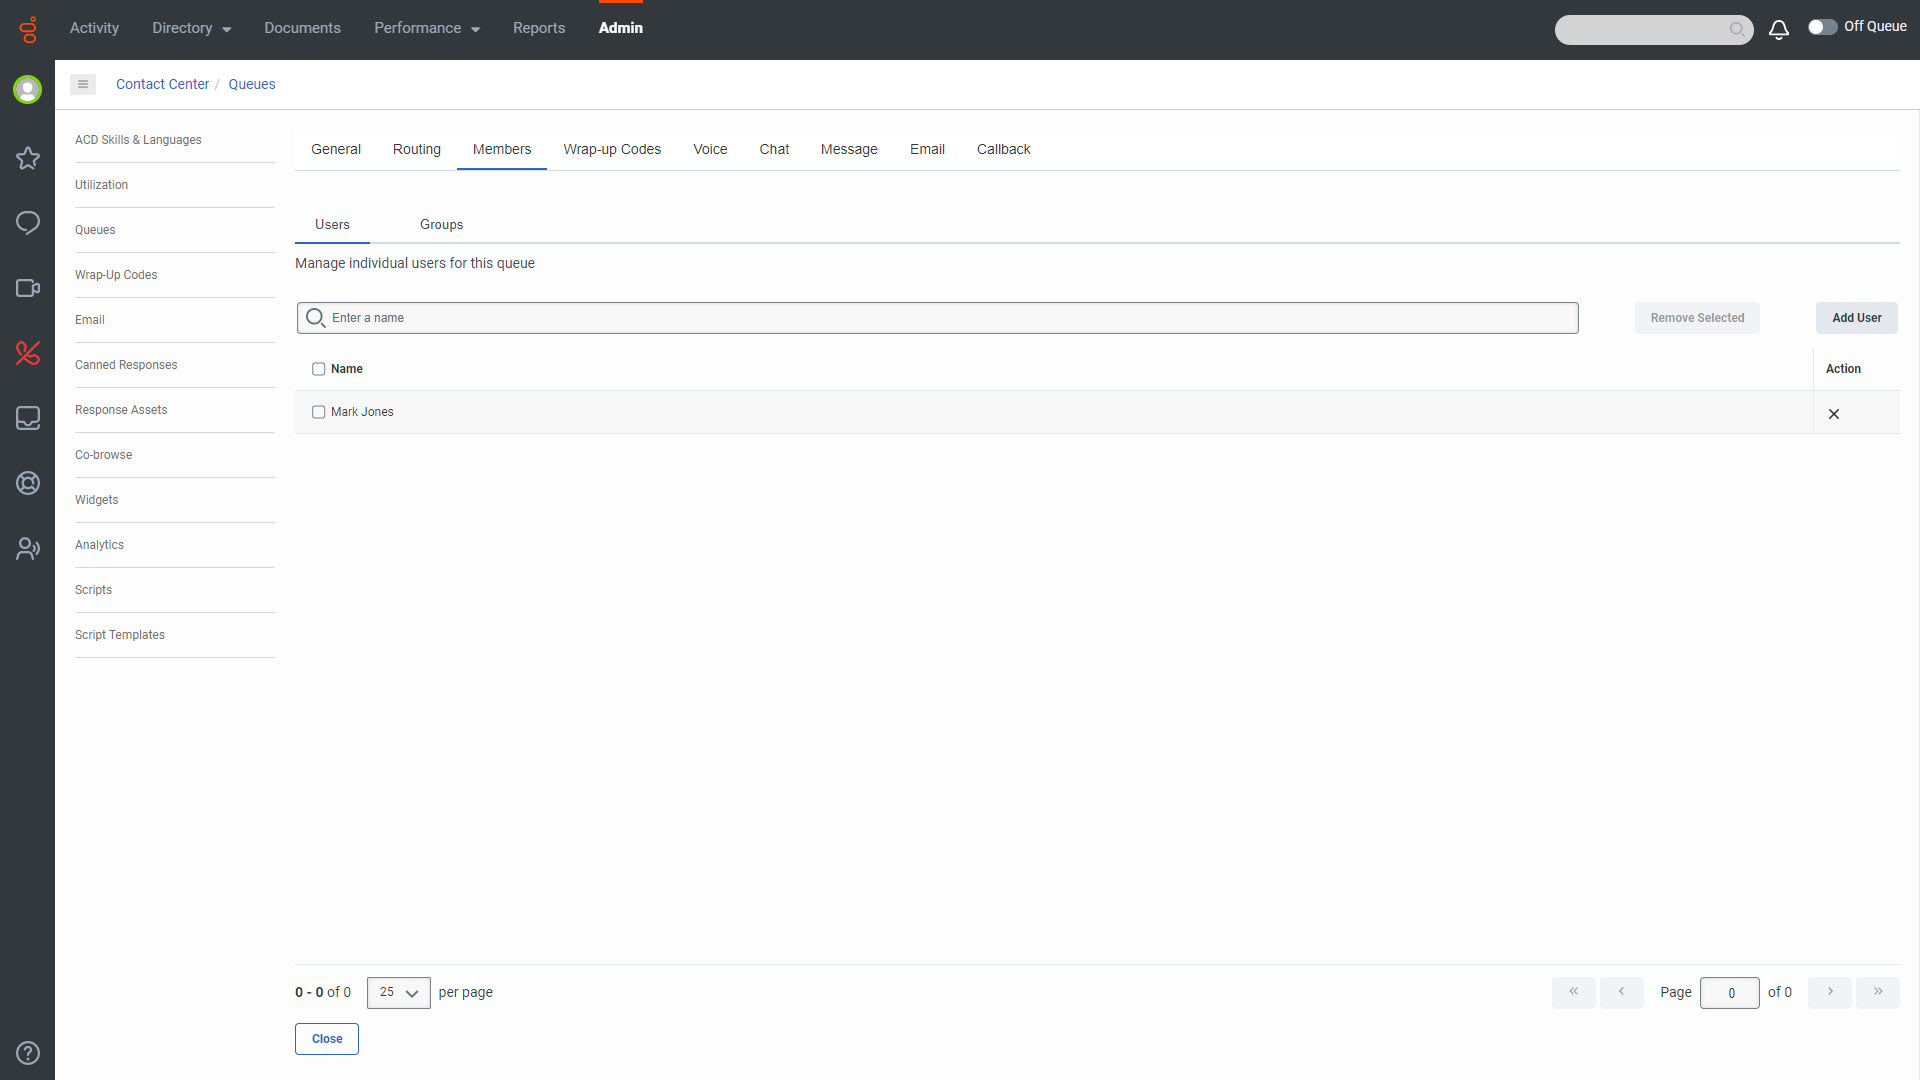 Activity Directory Documents Performance Reports Admin Off Queue
Contact Center / Queues
ACD Skills & Languages
Utilization
Queues
Wrap-Up Codes
Email
Canned Responses
Response Assets
Co-browse
Widgets
Analytics
Scripts
Script Templates
General Routing Members Wrap-up Codes Voice Chat Message Email Callback
Users Groups
Manage individual users for this queue
Enter a name Remove Selected Add User
Name Action
Mark Jones
0 - 0 of 0 25 per page Page 0 of 0
Close